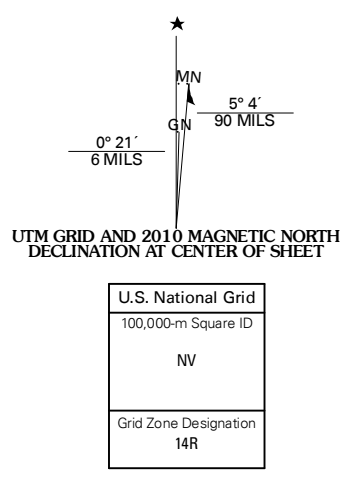 MN
5° 4´
90 MILS
GN
0° 21´
6 MILS
UTM GRID AND 2010 MAGNETIC NORTH
DECLINATION AT CENTER OF SHEET
U.S. National Grid
100,000-m Square ID
NV
Grid Zone Designation
14R